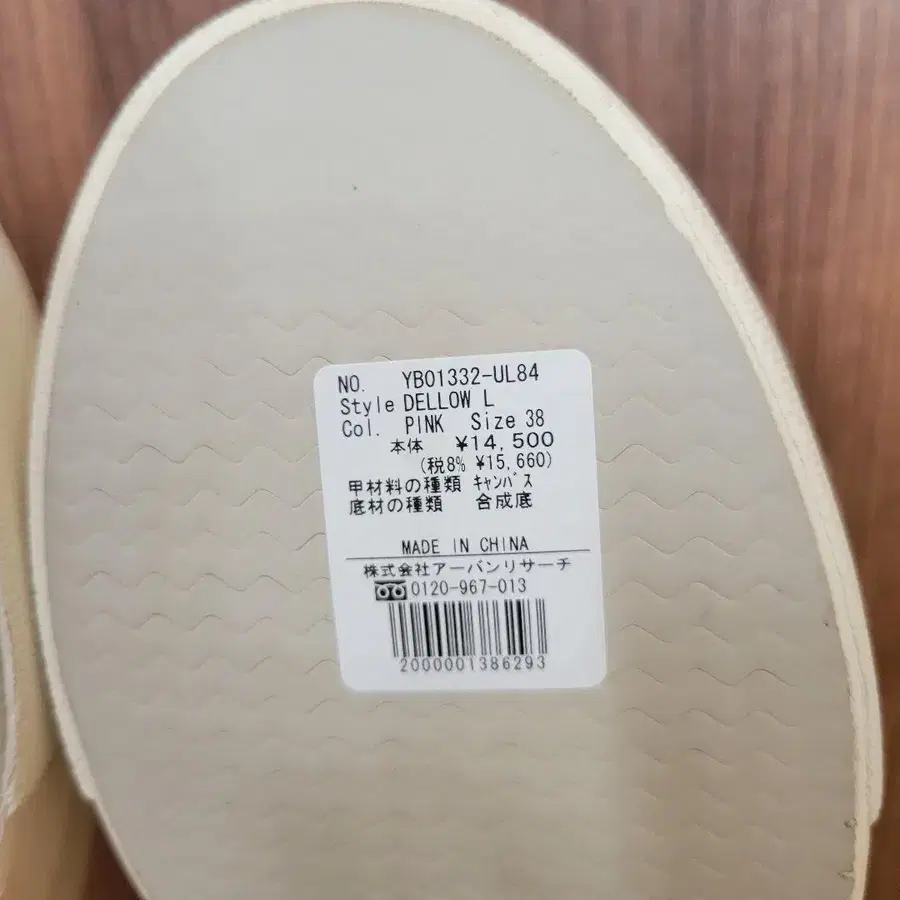 NO. YB01332-UL84
Style DELLOW L
Col. PINK Size 38
本体 ¥14,500
(税8% ¥15,660)
甲材料の種類 キャンバス
底材の種類 合成底
MADE IN CHINA
株式会社アーバンリサーチ
0120-967-013
2000001386293